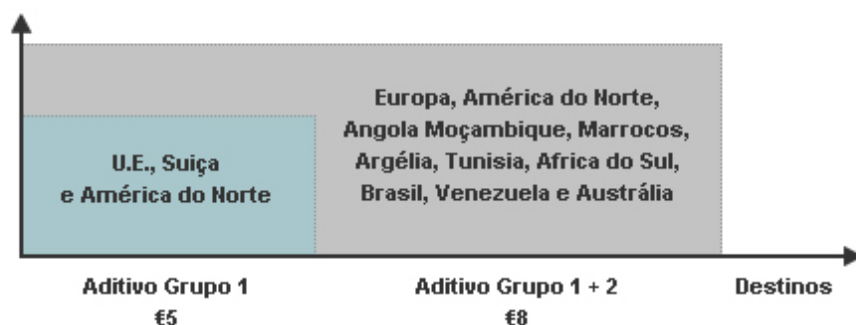 U.E., Suiça
e América do Norte
Europa, América do Norte,
Angola Moçambique, Marrocos,
Argélia, Tunisia, Africa do Sul,
Brasil, Venezuela e Austrália
Aditivo Grupo 1
€5
Aditivo Grupo 1 + 2
€8
Destinos